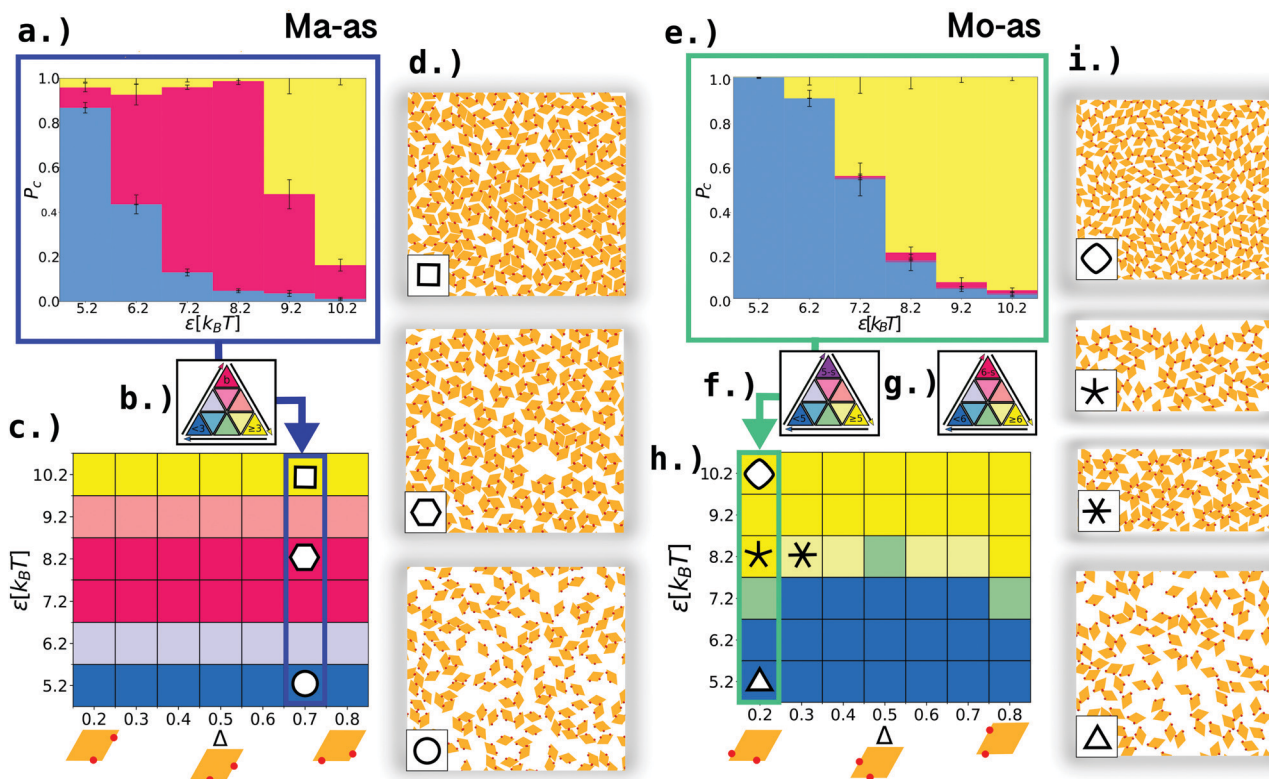 a.) Ma-as
1.0
0.8
0.6
0.4
0.2
0.0
P_c
5.2 6.2 7.2 8.2 9.2 10.2
ε[k_BT]
b.)
b
<3 ≥3
c.)
10.2
9.2
8.2
7.2
6.2
5.2
ε[k_BT]
0.2 0.3 0.4 0.5 0.6 0.7 0.8
Δ
d.)
e.) Mo-as
1.0
0.8
0.6
0.4
0.2
0.0
P_c
5.2 6.2 7.2 8.2 9.2 10.2
ε[k_BT]
f.)
5-s
<5 ≥5
g.)
6-s
<6 ≥6
h.)
10.2
9.2
8.2
7.2
6.2
5.2
ε[k_BT]
0.2 0.3 0.4 0.5 0.6 0.7 0.8
Δ
i.)